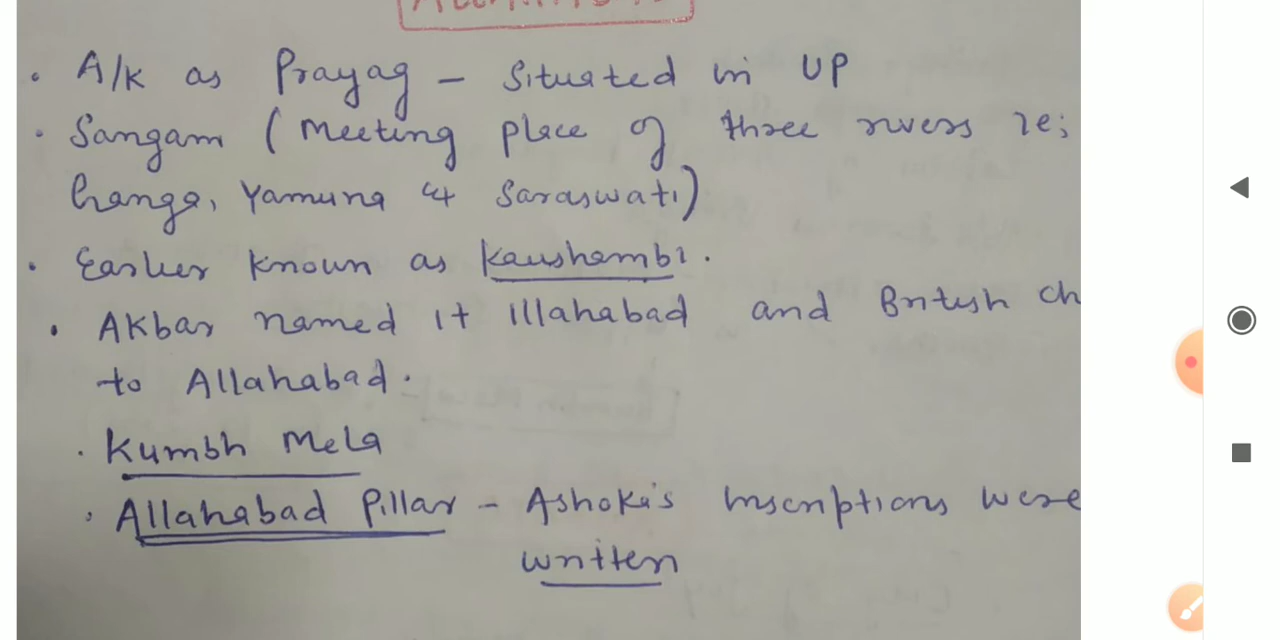 • A/K as Prayag – Situated in UP
• Sangam (Meeting place of three rivers ie;
Ganga, Yamuna & Saraswati)
• Earlier known as Kaushambi.
• Akbar named it Illahabad and British ch
to Allahabad.
• Kumbh Mela
• Allahabad Pillar – Ashoka's Inscriptions were
written